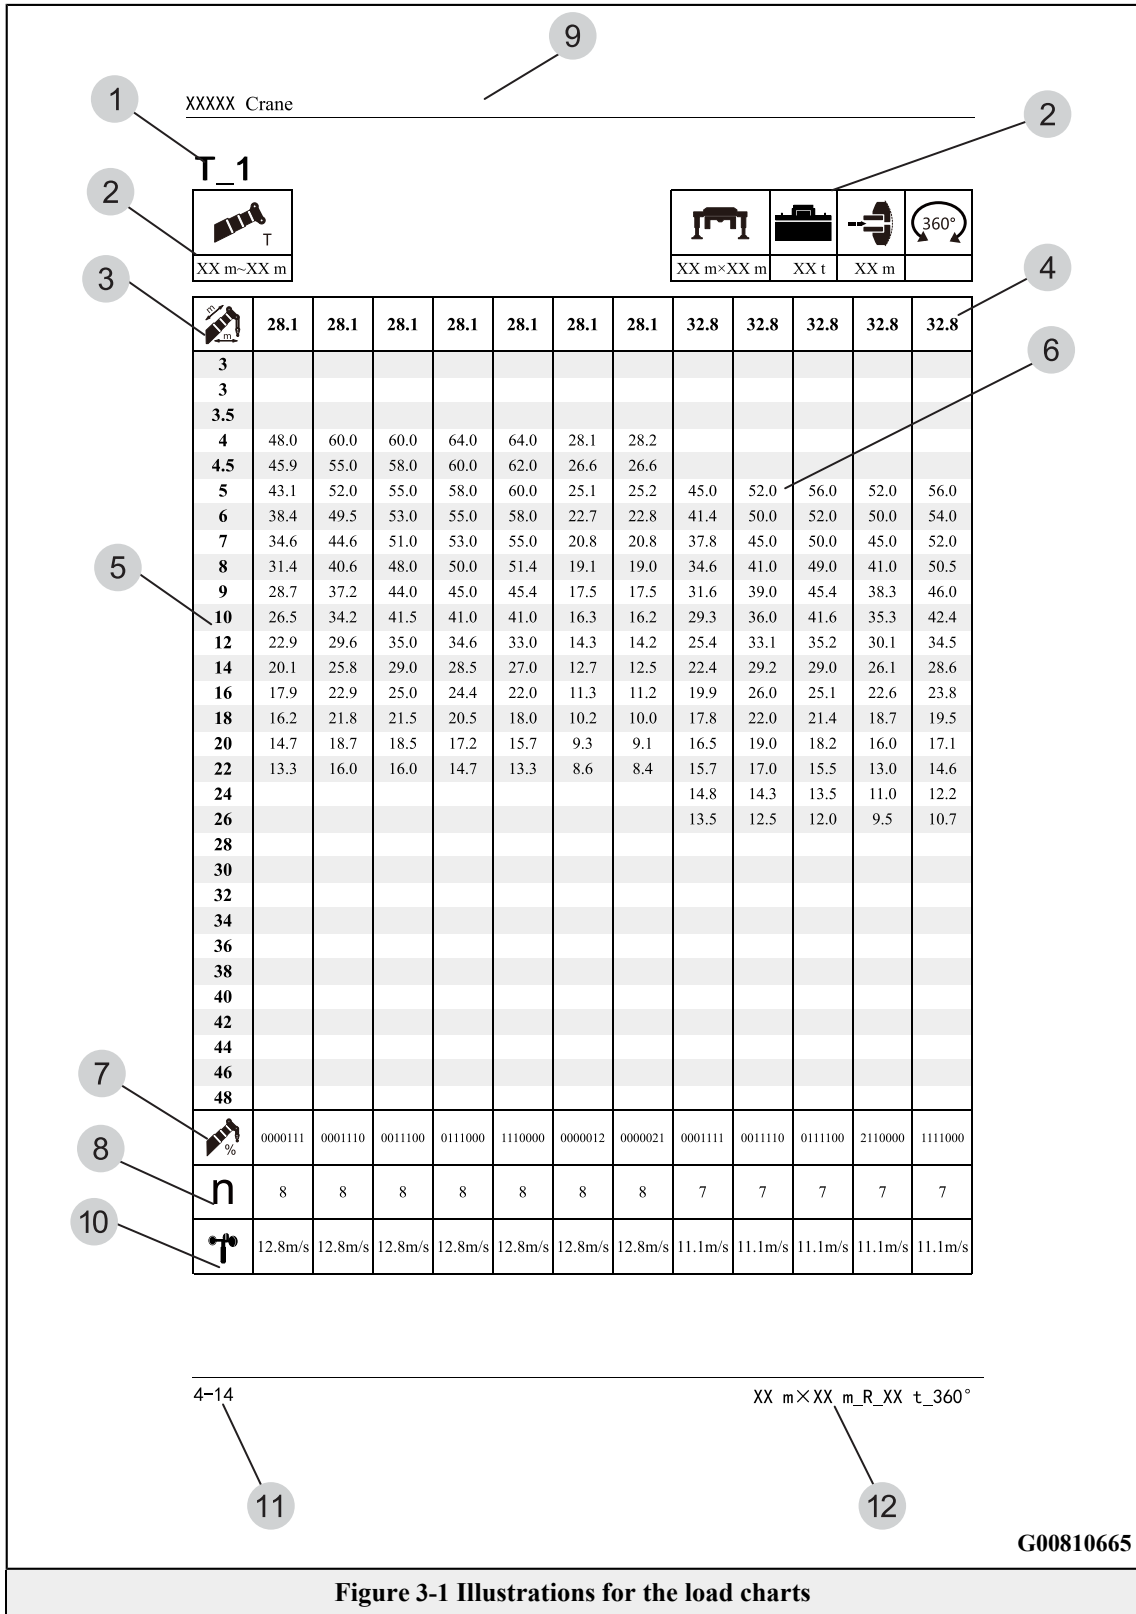 9
1
XXXXX Crane
2
T_1
2
T
360°
XX m~XX m
XX m×XX m XX t XX m
3
4
m m 28.1 28.1 28.1 28.1 28.1 28.1 28.1 32.8 32.8 32.8 32.8 32.8
6
3
3
3.5
4 48.0 60.0 60.0 64.0 64.0 28.1 28.2
4.5 45.9 55.0 58.0 60.0 62.0 26.6 26.6
5 43.1 52.0 55.0 58.0 60.0 25.1 25.2 45.0 52.0 56.0 52.0 56.0
6 38.4 49.5 53.0 55.0 58.0 22.7 22.8 41.4 50.0 52.0 50.0 54.0
7 34.6 44.6 51.0 53.0 55.0 20.8 20.8 37.8 45.0 50.0 45.0 52.0
5
8 31.4 40.6 48.0 50.0 51.4 19.1 19.0 34.6 41.0 49.0 41.0 50.5
9 28.7 37.2 44.0 45.0 45.4 17.5 17.5 31.6 39.0 45.4 38.3 46.0
10 26.5 34.2 41.5 41.0 41.0 16.3 16.2 29.3 36.0 41.6 35.3 42.4
12 22.9 29.6 35.0 34.6 33.0 14.3 14.2 25.4 33.1 35.2 30.1 34.5
14 20.1 25.8 29.0 28.5 27.0 12.7 12.5 22.4 29.2 29.0 26.1 28.6
16 17.9 22.9 25.0 24.4 22.0 11.3 11.2 19.9 26.0 25.1 22.6 23.8
18 16.2 21.8 21.5 20.5 18.0 10.2 10.0 17.8 22.0 21.4 18.7 19.5
20 14.7 18.7 18.5 17.2 15.7 9.3 9.1 16.5 19.0 18.2 16.0 17.1
22 13.3 16.0 16.0 14.7 13.3 8.6 8.4 15.7 17.0 15.5 13.0 14.6
24 14.8 14.3 13.5 11.0 12.2
26 13.5 12.5 12.0 9.5 10.7
28
30
32
34
36
38
40
42
44
46
48
7
% 0000111 0001110 0011100 0111000 1110000 0000012 0000021 0001111 0011110 0111100 2110000 1111000
8
n 8 8 8 8 8 8 8 7 7 7 7 7
10
12.8m/s 12.8m/s 12.8m/s 12.8m/s 12.8m/s 12.8m/s 12.8m/s 11.1m/s 11.1m/s 11.1m/s 11.1m/s 11.1m/s
4-14 XX m×XX m_R_XX t_360°
11 12
G00810665
Figure 3-1 Illustrations for the load charts